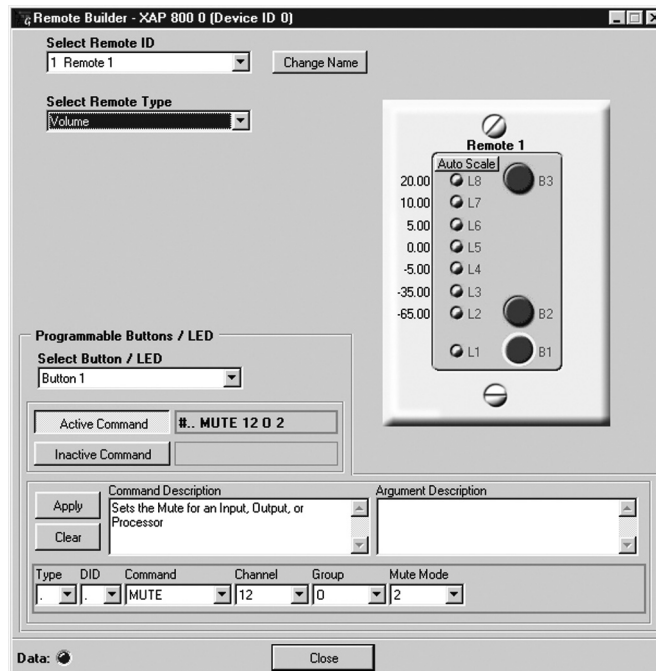 Remote Builder - XAP 800 0 (Device ID 0)
Select Remote ID
1 Remote 1
Change Name
Select Remote Type
Volume
Remote 1
Auto Scale
20.00 L8 B3
10.00 L7
5.00 L6
0.00 L5
-5.00 L4
-35.00 L3
-65.00 L2 B2
L1 B1
Programmable Buttons / LED
Select Button / LED
Button 1
Active Command #.. MUTE 12 O 2
Inactive Command
Apply
Clear
Command Description
Sets the Mute for an Input, Output, or
Processor
Argument Description
Type DID Command Channel Group Mute Mode
. . MUTE 12 O 2
Data:
Close